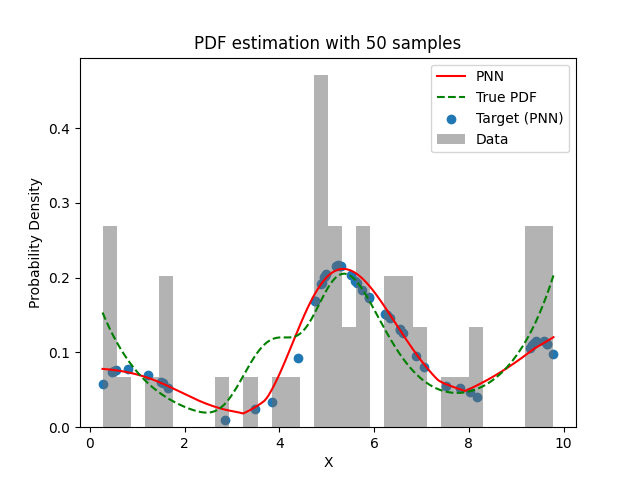 PDF estimation with 50 samples
PNN
True PDF
Target (PNN)
Data
Probability Density
0.4
0.3
0.2
0.1
0.0
0 2 4 6 8 10
X